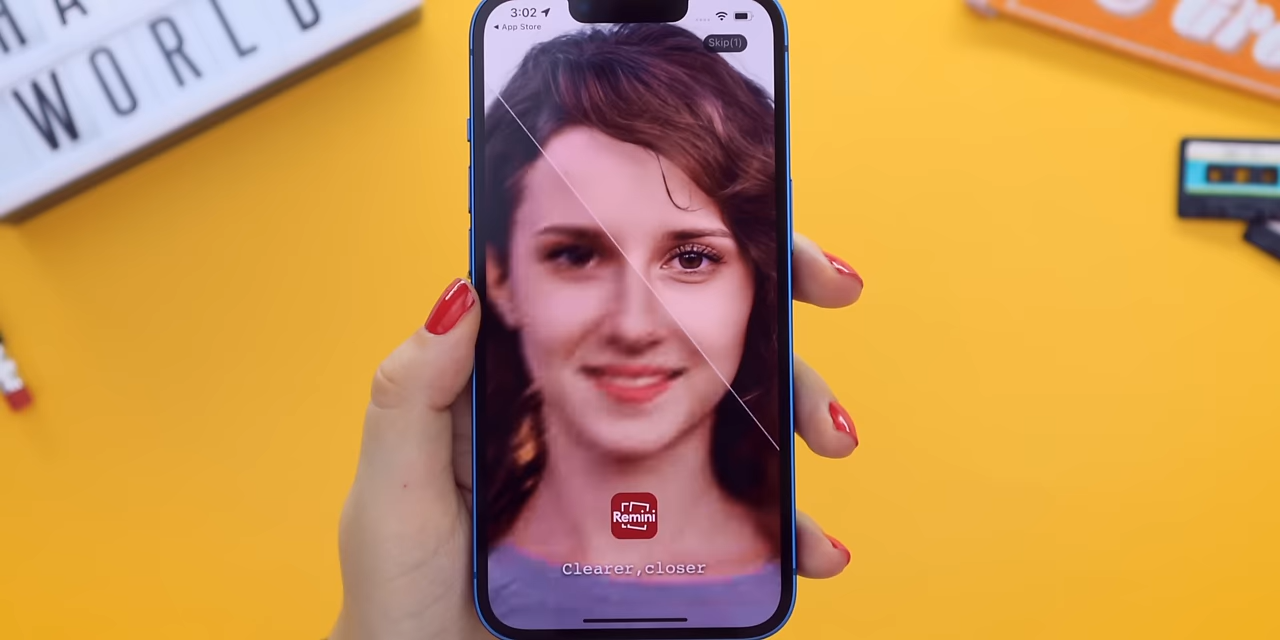 WORLD
3:02
◀ App Store
Skip(1)
Remini
Clearer,closer